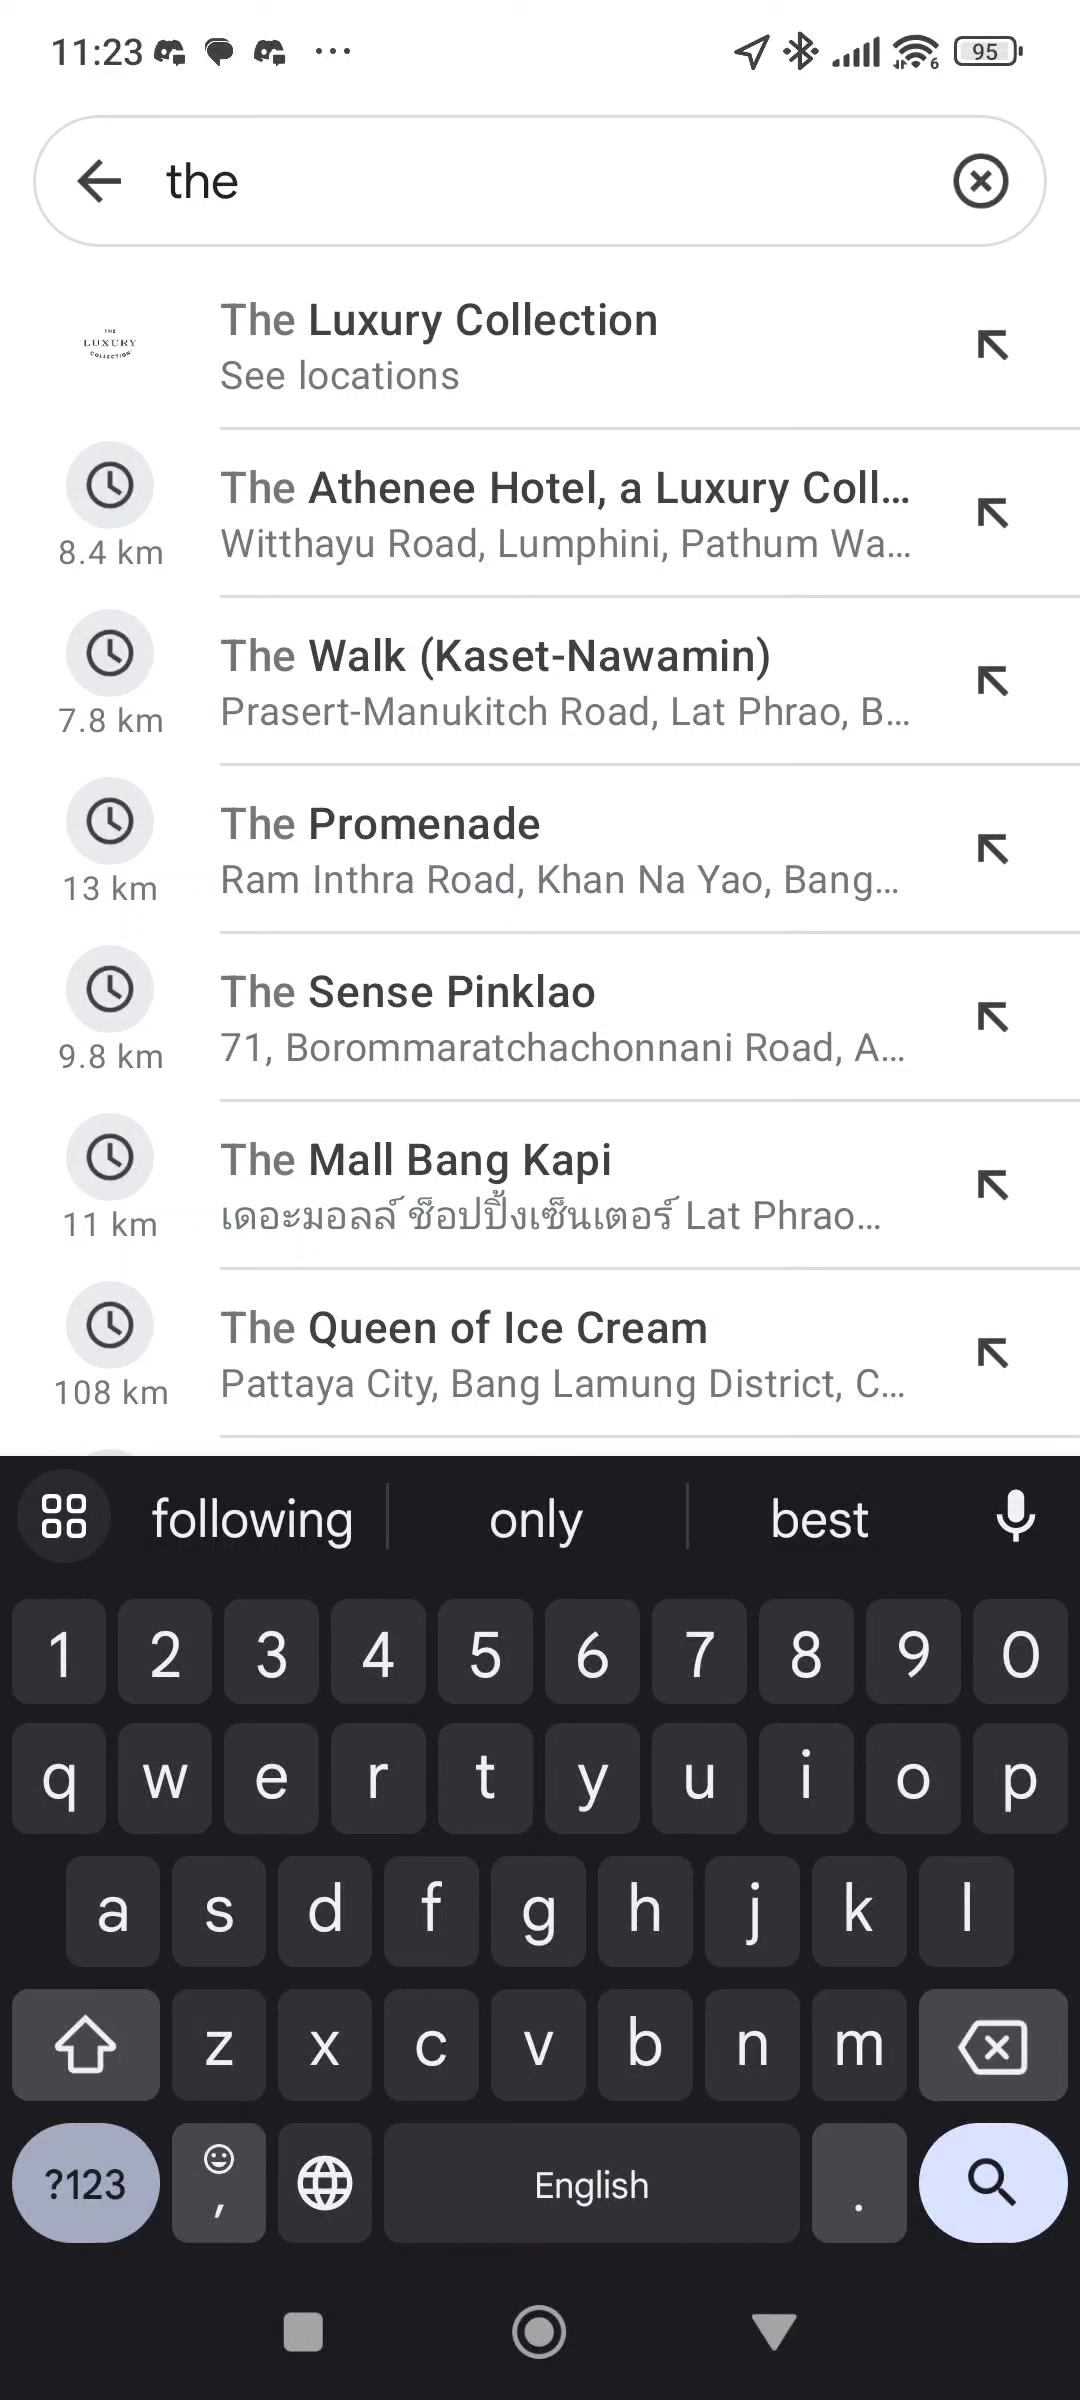 11:23
6
95
the
THE
LUXURY
COLLECTION
The Luxury Collection
See locations
The Athenee Hotel, a Luxury Coll...
8.4 km
Witthayu Road, Lumphini, Pathum Wa...
The Walk (Kaset-Nawamin)
7.8 km
Prasert-Manukitch Road, Lat Phrao, B...
The Promenade
13 km
Ram Inthra Road, Khan Na Yao, Bang...
The Sense Pinklao
9.8 km
71, Borommaratchachonnani Road, A...
The Mall Bang Kapi
11 km
เดอะมอลล์ ช็อปปิ้งเซ็นเตอร์ Lat Phrao...
The Queen of Ice Cream
108 km
Pattaya City, Bang Lamung District, C...
following only best
1 2 3 4 5 6 7 8 9 0
q w e r t y u i o p
a s d f g h j k l
z x c v b n m
?123 , English .